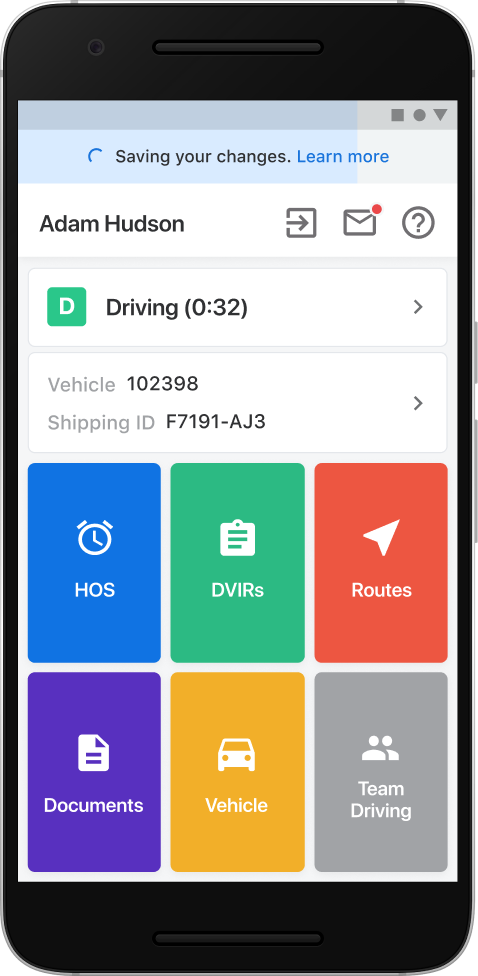 Saving your changes. Learn more
Adam Hudson
D Driving (0:32)
Vehicle 102398
Shipping ID F7191-AJ3
HOS
DVIRs
Routes
Documents
Vehicle
Team
Driving